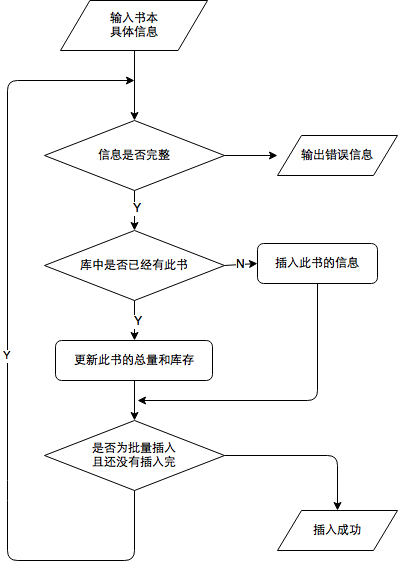 输入书本
具体信息
信息是否完整
输出错误信息
Y
库中是否已经有此书
N
插入此书的信息
Y
更新此书的总量和库存
Y
是否为批量插入
且还没有插入完
插入成功